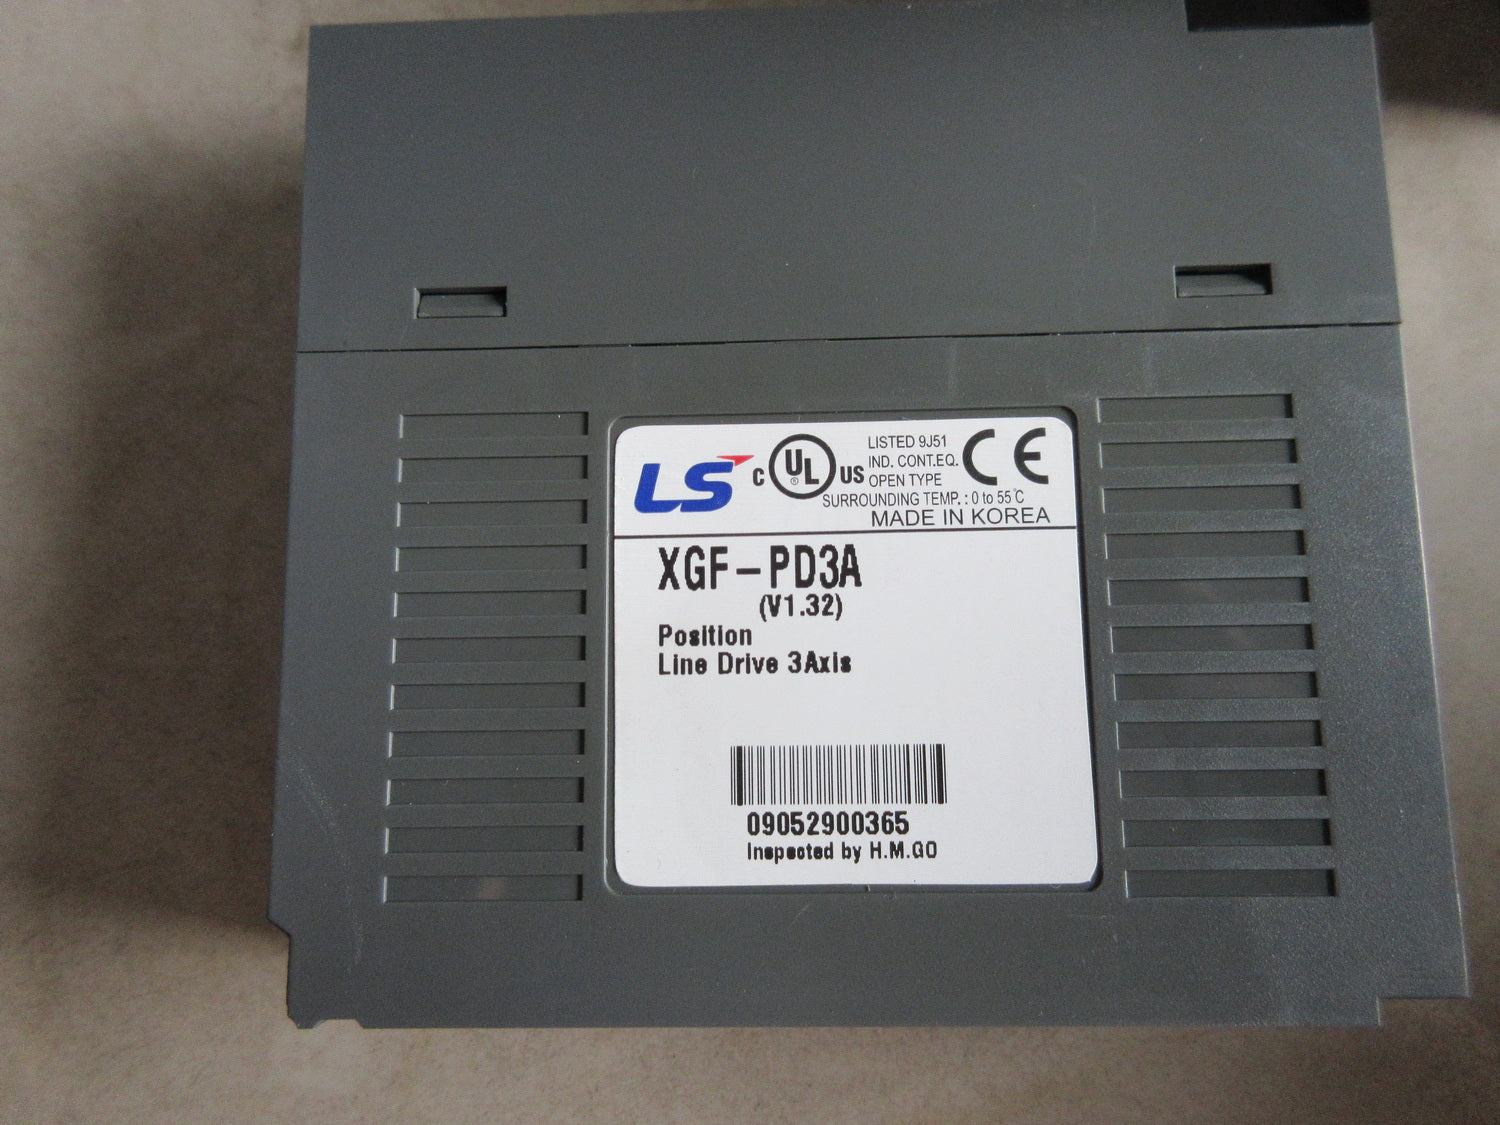 LS
C UL ® US
LISTED 9J51
IND. CONT.EQ.
OPEN TYPE
CE
SURROUNDING TEMP. : 0 to 55℃
MADE IN KOREA
XGF-PD3A
(V1.32)
Position
Line Drive 3Axis
09052900365
Inspected by H.M.GO